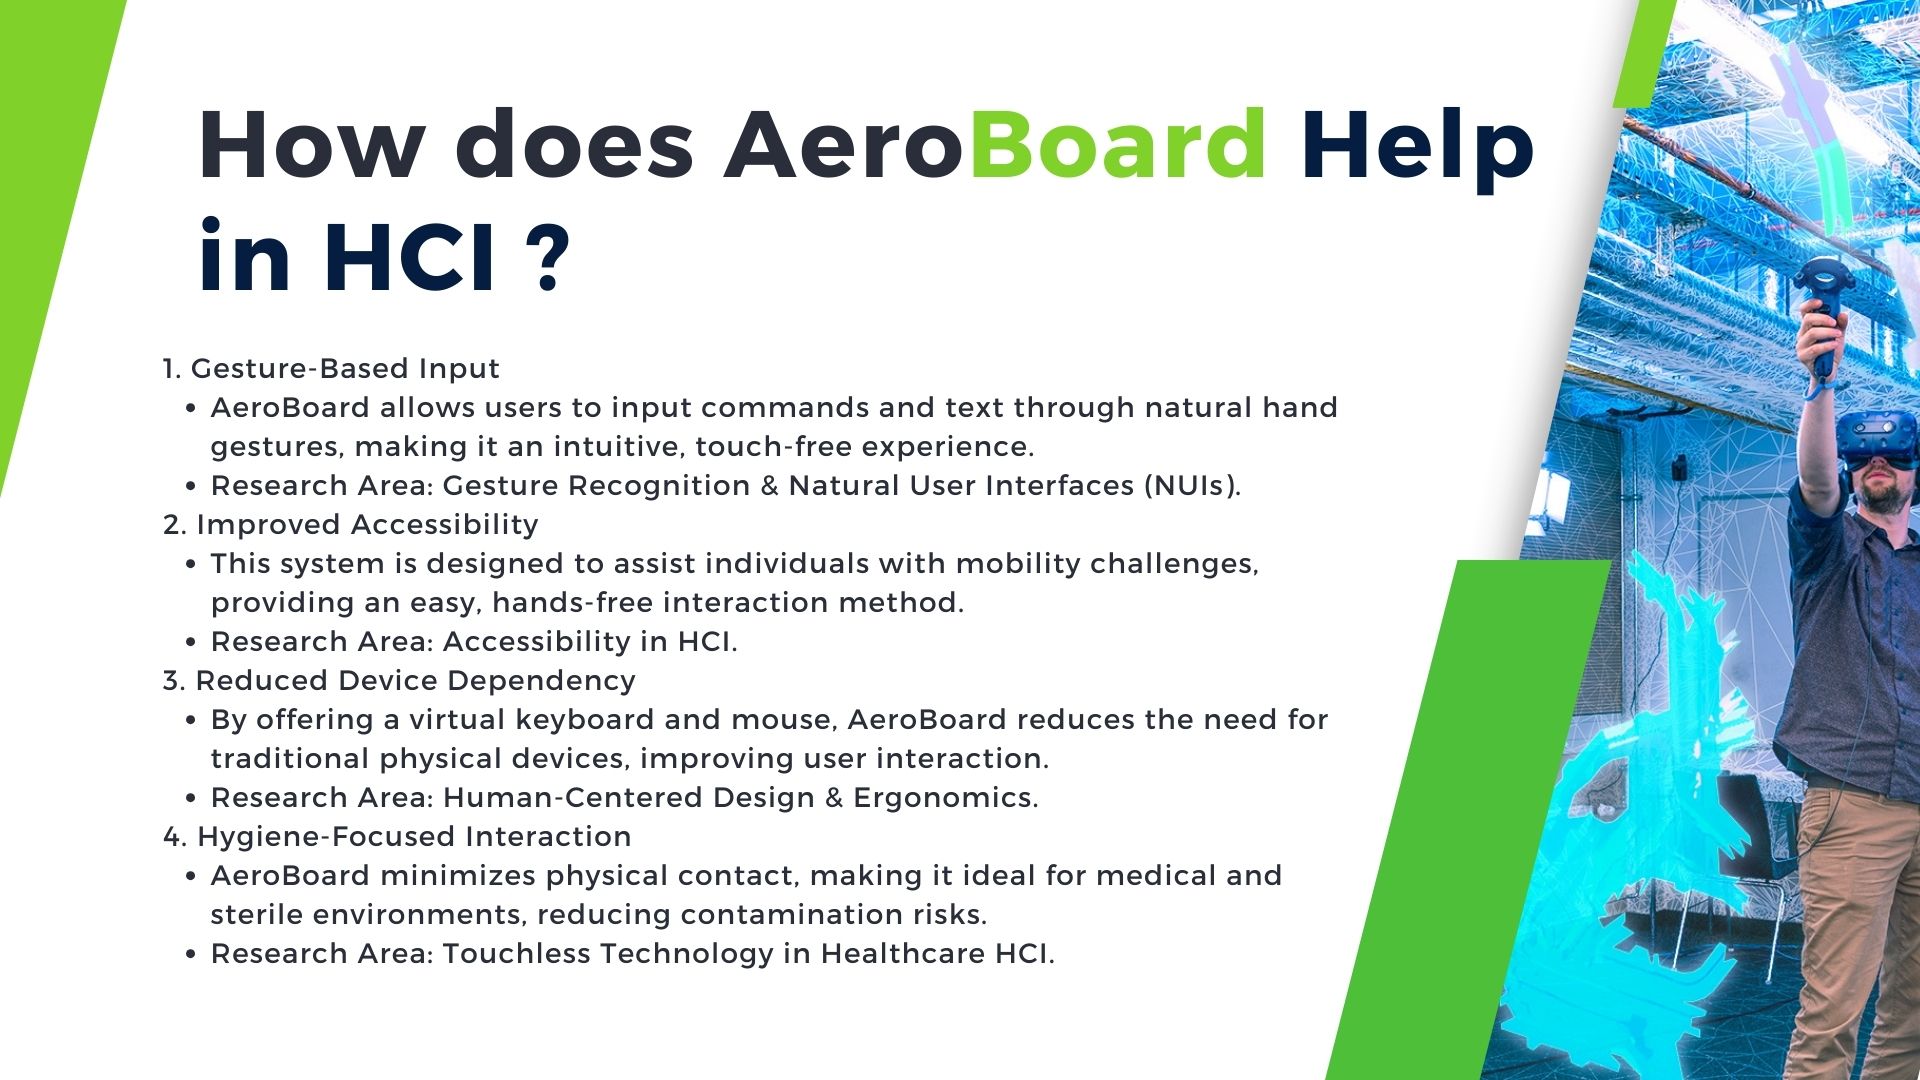 How does AeroBoard Help
in HCI ?
1. Gesture-Based Input
• AeroBoard allows users to input commands and text through natural hand
gestures, making it an intuitive, touch-free experience.
• Research Area: Gesture Recognition & Natural User Interfaces (NUIs).
2. Improved Accessibility
• This system is designed to assist individuals with mobility challenges,
providing an easy, hands-free interaction method.
• Research Area: Accessibility in HCI.
3. Reduced Device Dependency
• By offering a virtual keyboard and mouse, AeroBoard reduces the need for
traditional physical devices, improving user interaction.
• Research Area: Human-Centered Design & Ergonomics.
4. Hygiene-Focused Interaction
• AeroBoard minimizes physical contact, making it ideal for medical and
sterile environments, reducing contamination risks.
• Research Area: Touchless Technology in Healthcare HCI.